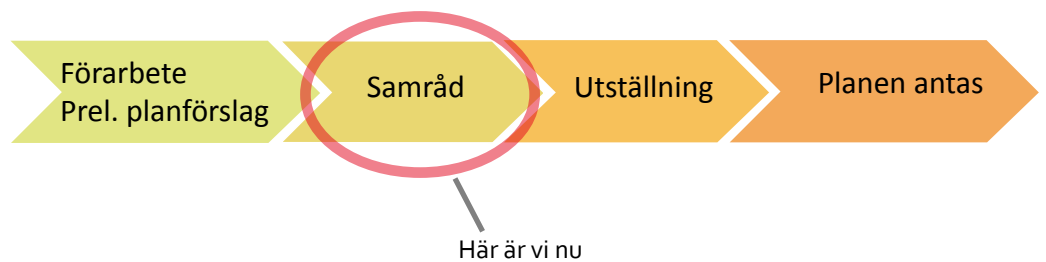 Förarbete
Prel. planförslag
Samråd
Utställning
Planen antas
Här är vi nu